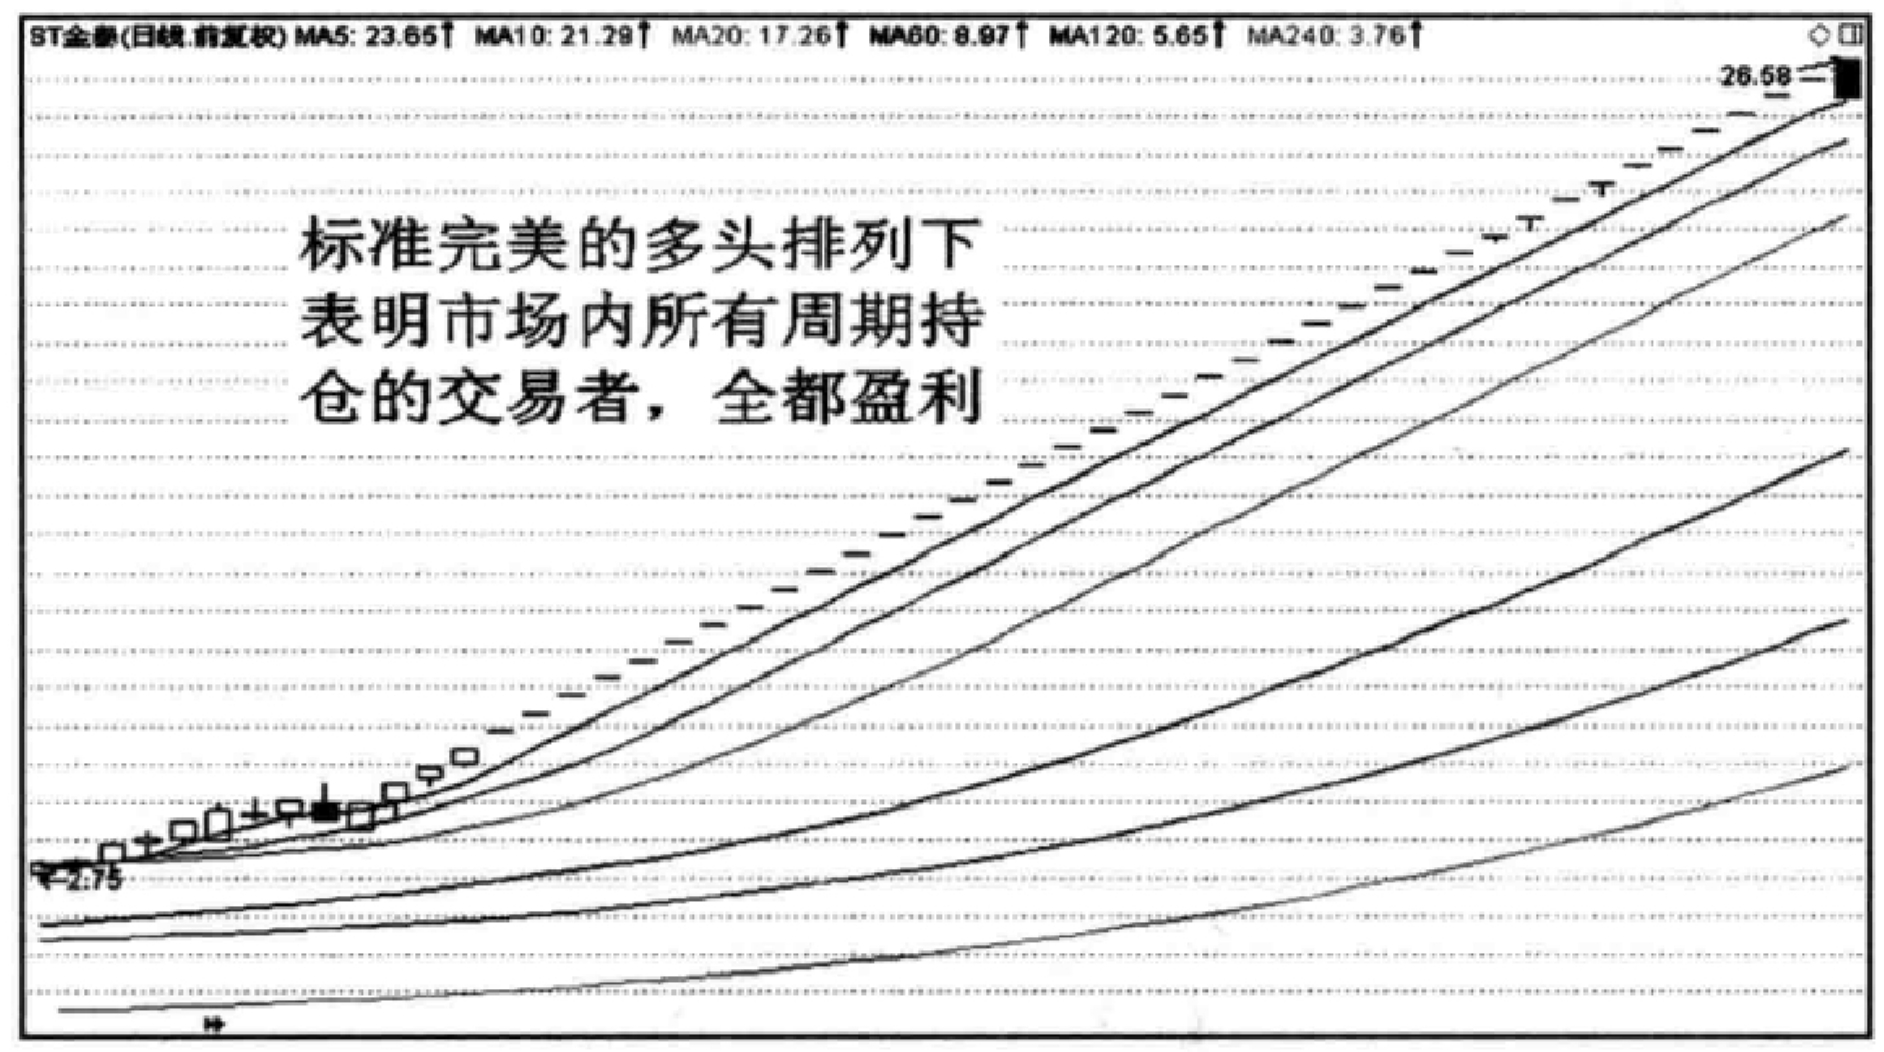 ST金泰(日线.前复权) MA5: 23.65↑ MA10: 21.29↑ MA20: 17.26↑ MA60: 8.97↑ MA120: 5.65↑ MA240: 3.76↑
26.58
标准完美的多头排列下
表明市场内所有周期持
仓的交易者，全都盈利
2.75